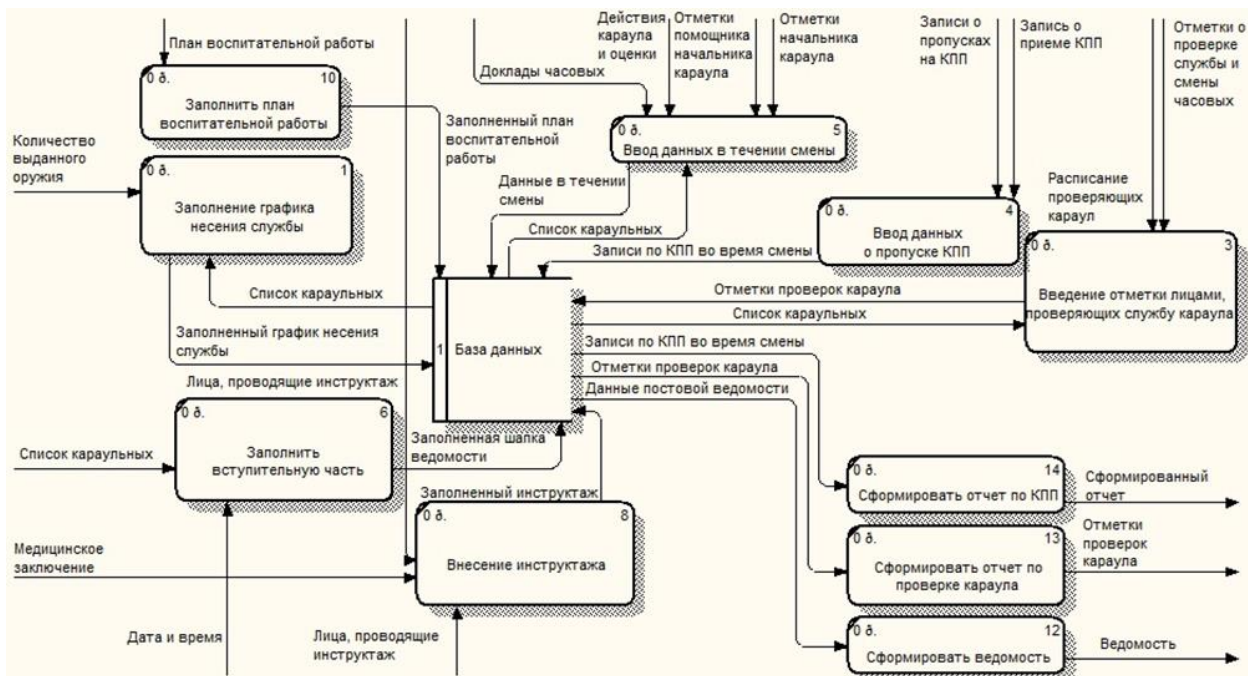 План воспитательной работы
0 д.
10
Заполнить план
воспитательной работы
Количество
выданного
оружия
0 д.
1
Заполнение графика
несения службы
Доклады часовых
Действия
караула
и оценки
Отметки
помощника
начальника
караула
Отметки
начальника
караула
Заполненный план
воспитательной
работы
0 д.
5
Ввод данных в течении смены
Записи о
пропусках
на КПП
Запись о
приеме КПП
Отметки о
проверке
службы и
смены
часовых
Данные в течении
смены
Список караульных
Расписание
проверяющих
караул
0 д.
4
Ввод данных
о пропуске КПП
Записи по КПП во время смены
0 д.
3
Введение отметки лицами,
проверяющих службу караула
Список караульных
Отметки проверок караула
Список караульных
Заполненный график несения
службы
1
База данных
Записи по КПП во время смены
Отметки проверок караула
Данные постовой ведомости
Лица, проводящие инструктаж
0 д.
6
Заполнить
вступительную часть
Список караульных
Заполненная шапка
ведомости
Заполненный инструктаж
0 д.
8
Внесение инструктажа
Медицинское
заключение
Дата и время
Лица, проводящие
инструктаж
0 д.
14
Сформировать отчет по КПП
Сформированный
отчет
0 д.
13
Сформировать отчет по
проверке караула
Отметки
проверок
караула
0 д.
12
Сформировать ведомость
Ведомость